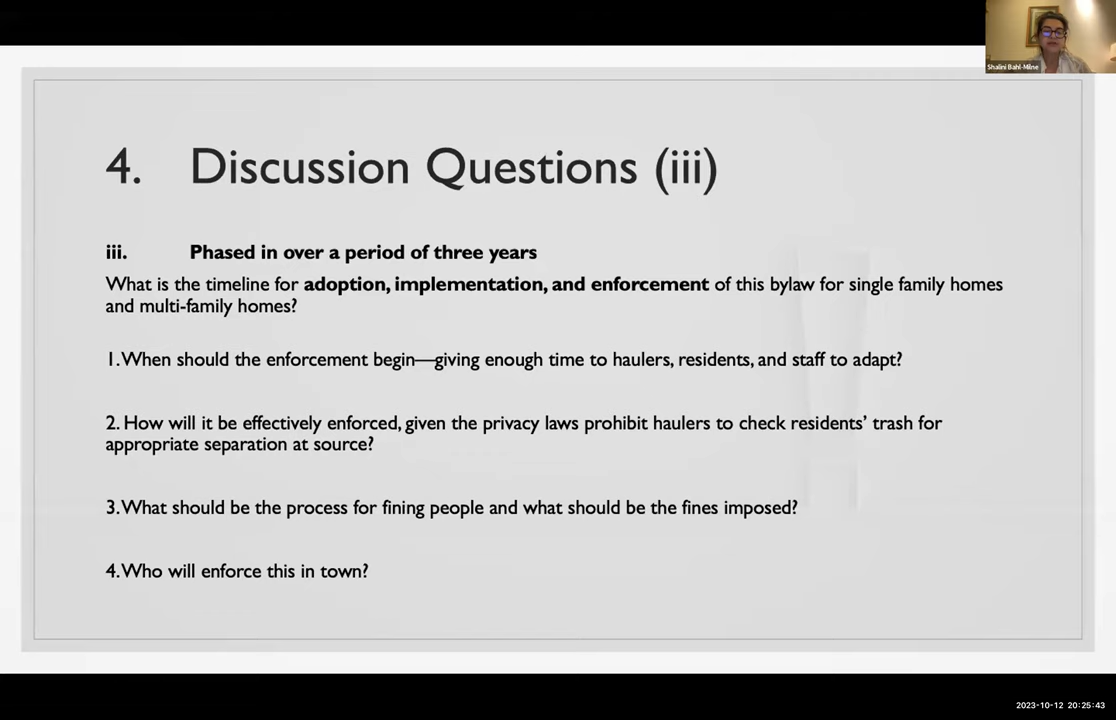 Shalini Bahl-Milne
4. Discussion Questions (iii)
iii. Phased in over a period of three years
What is the timeline for adoption, implementation, and enforcement of this bylaw for single family homes
and multi-family homes?
1. When should the enforcement begin—giving enough time to haulers, residents, and staff to adapt?
2. How will it be effectively enforced, given the privacy laws prohibit haulers to check residents’ trash for
appropriate separation at source?
3. What should be the process for fining people and what should be the fines imposed?
4. Who will enforce this in town?
2023-10-12 20:25:43